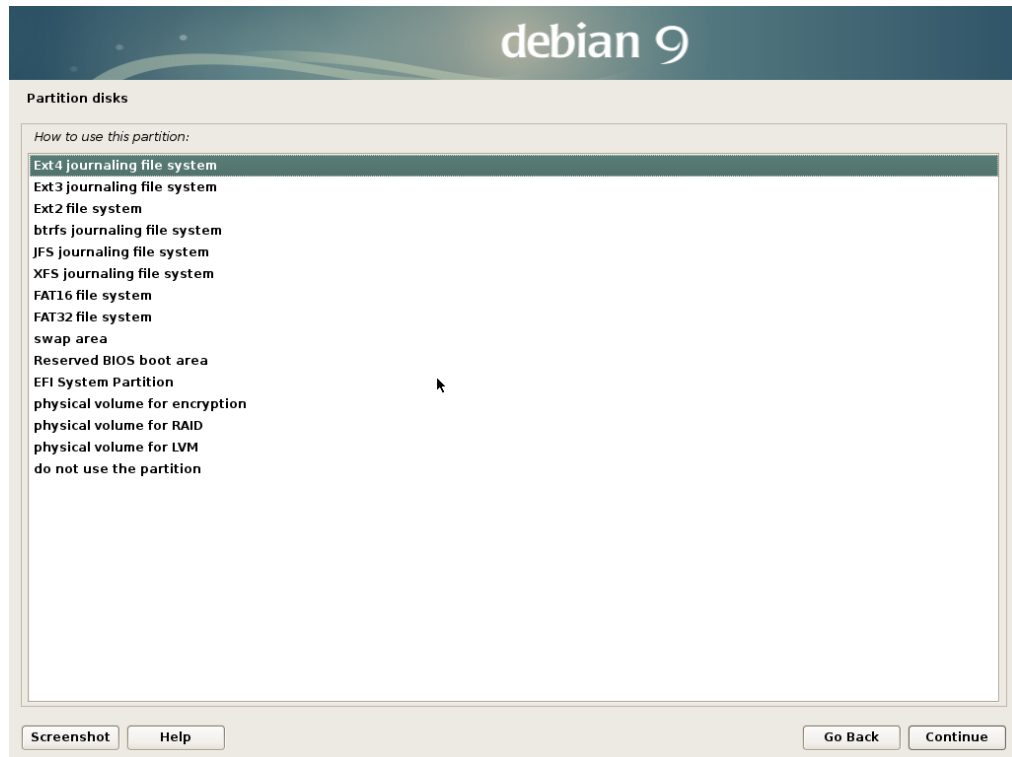 debian 9
Partition disks
How to use this partition:
Ext4 journaling file system
Ext3 journaling file system
Ext2 file system
btrfs journaling file system
JFS journaling file system
XFS journaling file system
FAT16 file system
FAT32 file system
swap area
Reserved BIOS boot area
EFI System Partition
physical volume for encryption
physical volume for RAID
physical volume for LVM
do not use the partition
Screenshot Help Go Back Continue